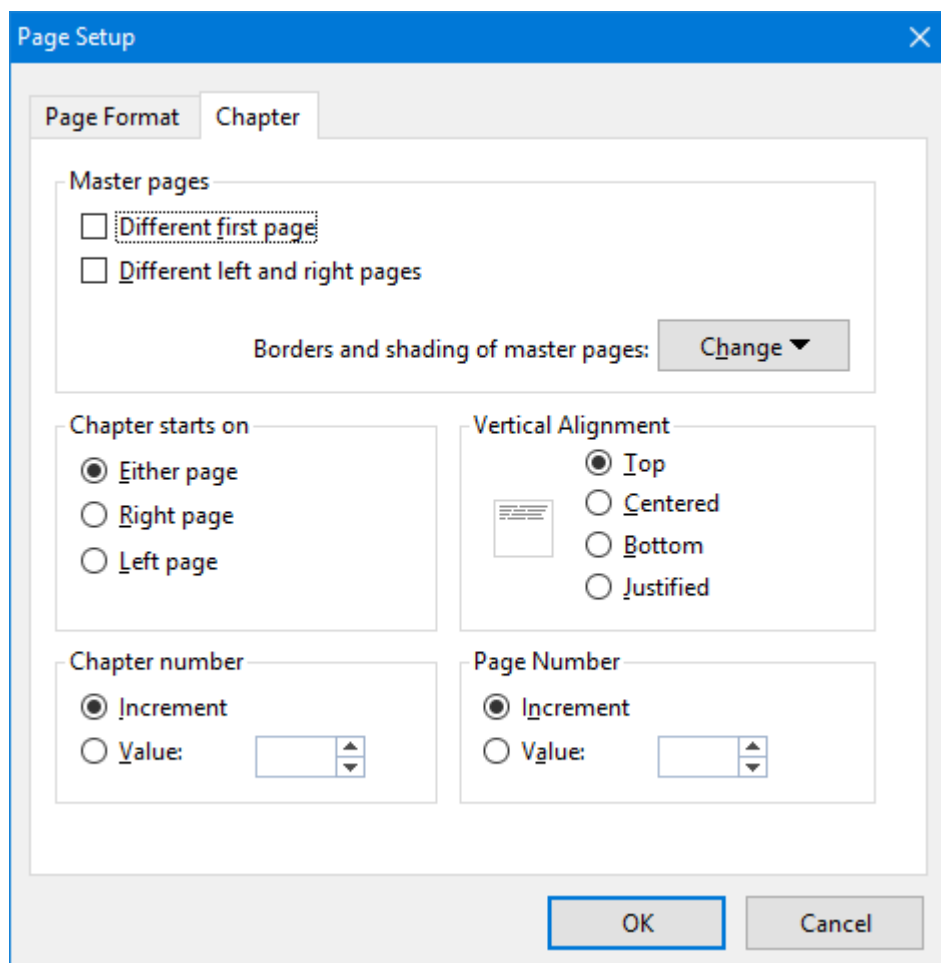 Page Setup
Page Format
Chapter
Master pages
Different first page
Different left and right pages
Borders and shading of master pages:
Change
Chapter starts on
Either page
Right page
Left page
Vertical Alignment
Top
Centered
Bottom
Justified
Chapter number
Increment
Value:
Page Number
Increment
Value:
OK
Cancel